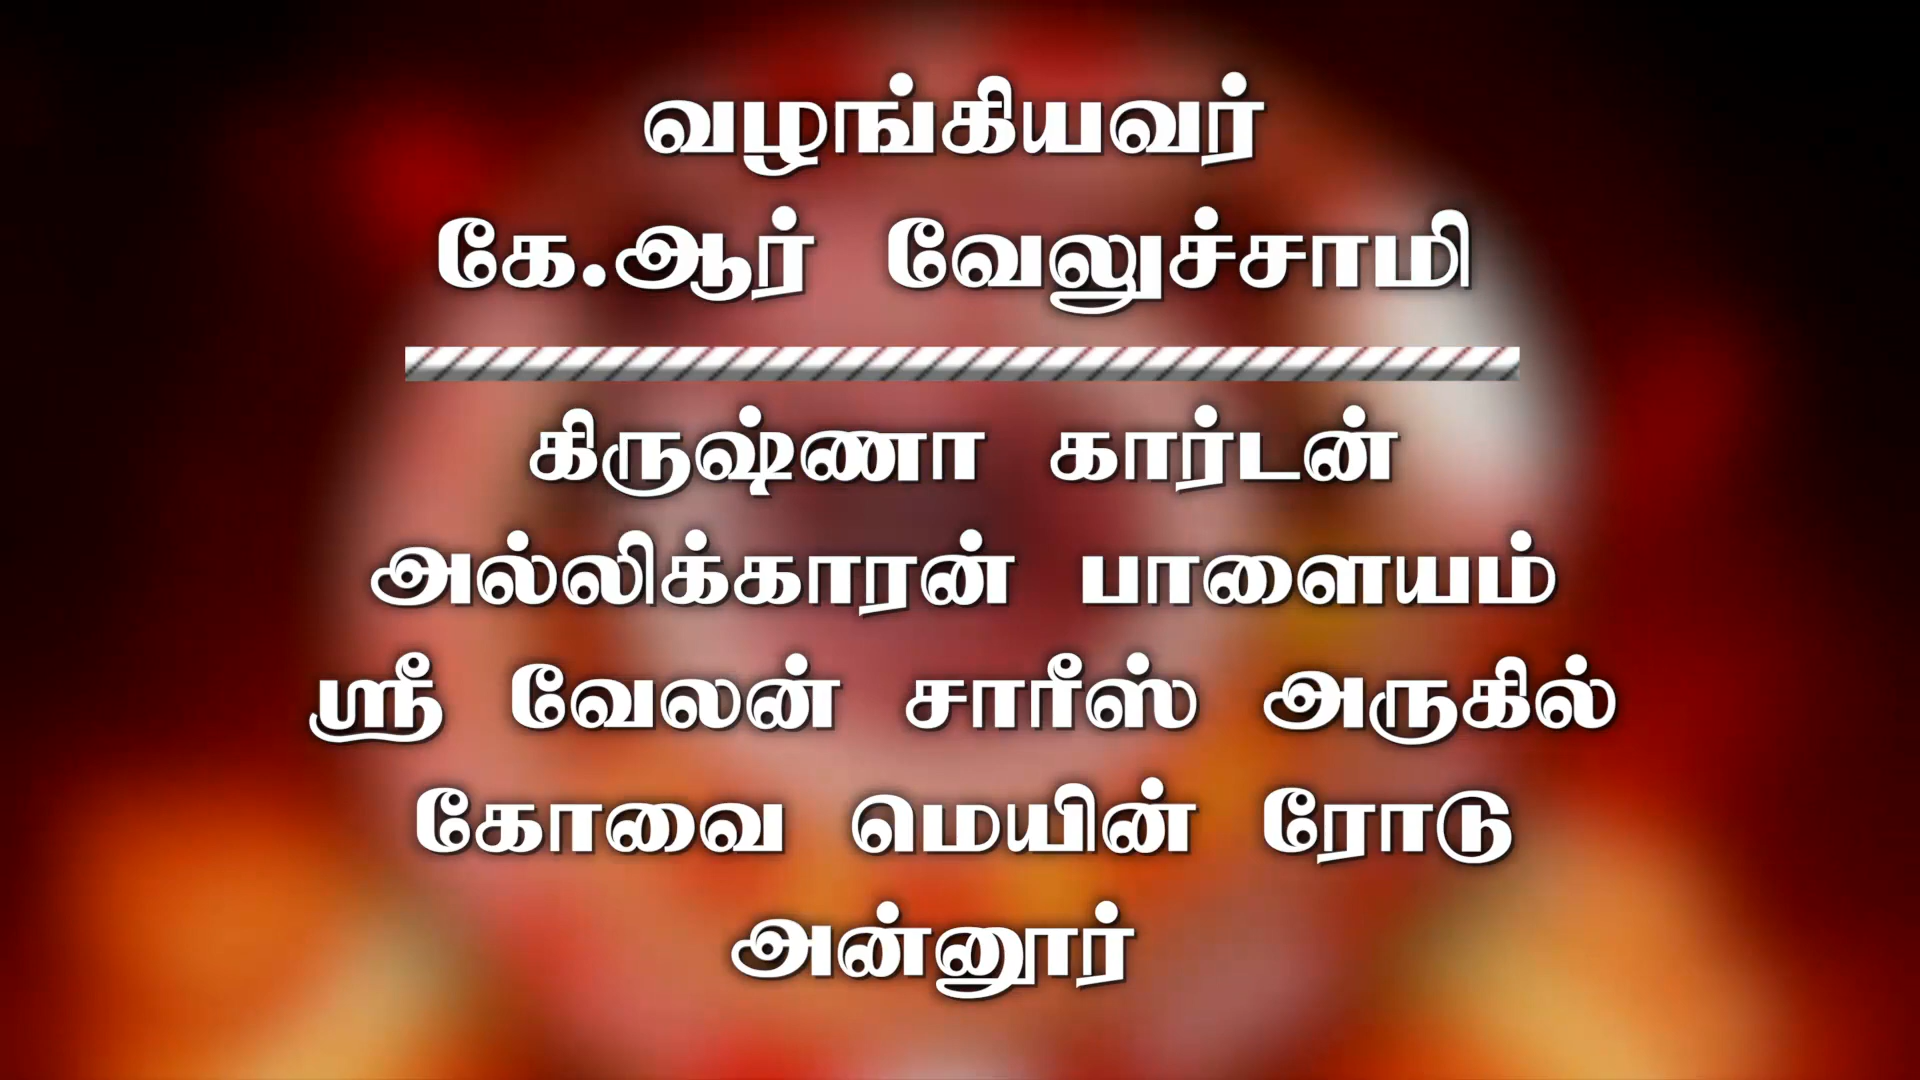 வழங்கியவர்
கே.ஆர் வேலுச்சாமி
கிருஷ்ணா கார்டன்
அல்லிக்காரன் பாளையம்
ஸ்ரீ வேலன் சாரீஸ் அருகில்
கோவை மெயின் ரோடு
அன்னூர்